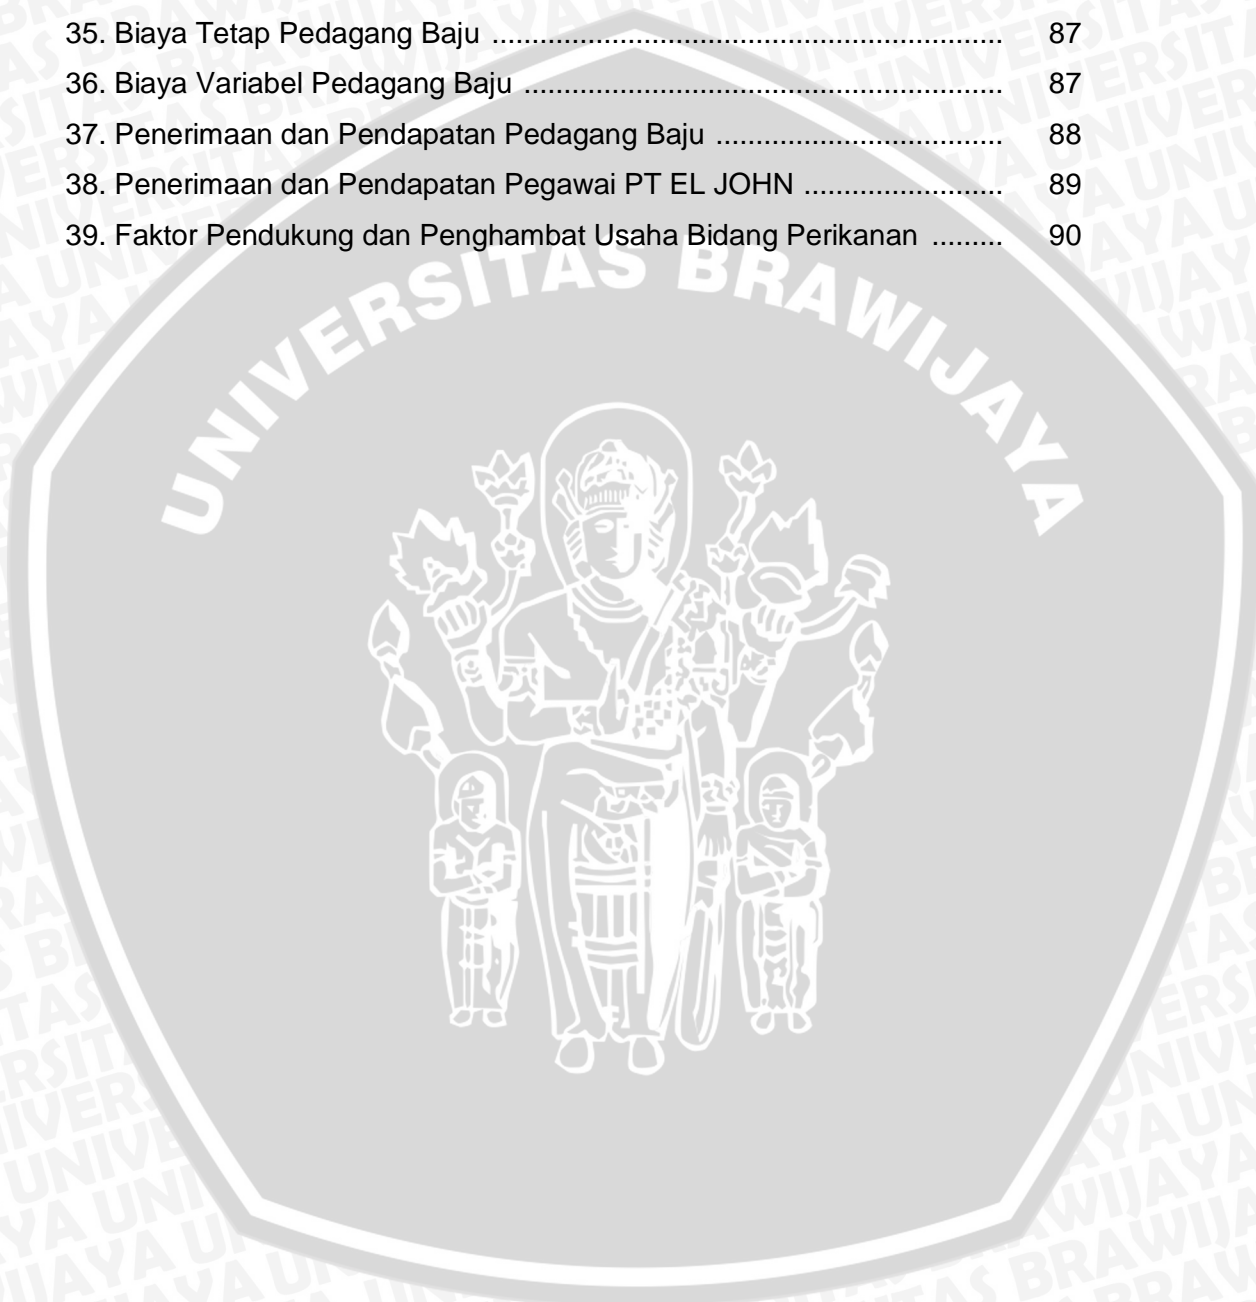 35. Biaya Tetap Pedagang Baju ................................................................. 87
36. Biaya Variabel Pedagang Baju ............................................................. 87
37. Penerimaan dan Pendapatan Pedagang Baju ..................................... 88
38. Penerimaan dan Pendapatan Pegawai PT EL JOHN ......................... 89
39. Faktor Pendukung dan Penghambat Usaha Bidang Perikanan ......... 90
UNIVERSITAS BRAWIJAYA